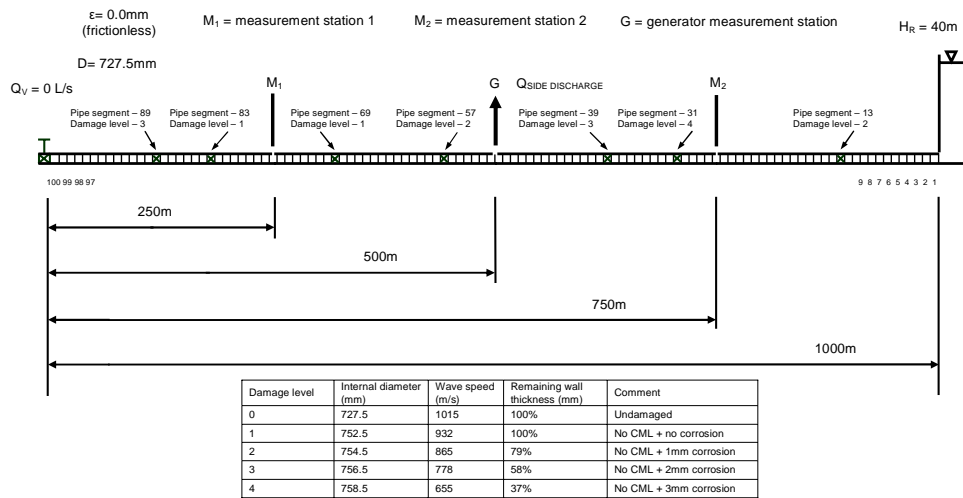 ε= 0.0mm
(frictionless)
M1 = measurement station 1
M2 = measurement station 2
G = generator measurement station
HR = 40m
D= 727.5mm
QV = 0 L/s
M1
G
QSIDE DISCHARGE
M2
Pipe segment – 89
Damage level – 3
Pipe segment – 83
Damage level – 1
Pipe segment – 69
Damage level – 1
Pipe segment – 57
Damage level – 2
Pipe segment – 39
Damage level – 3
Pipe segment – 31
Damage level – 4
Pipe segment – 13
Damage level – 2
100 99 98 97
9 8 7 6 5 4 3 2 1
250m
500m
750m
1000m
Damage level | Internal diameter (mm) | Wave speed (m/s) | Remaining wall thickness (mm) | Comment
0 | 727.5 | 1015 | 100% | Undamaged
1 | 752.5 | 932 | 100% | No CML + no corrosion
2 | 754.5 | 865 | 79% | No CML + 1mm corrosion
3 | 756.5 | 778 | 58% | No CML + 2mm corrosion
4 | 758.5 | 655 | 37% | No CML + 3mm corrosion